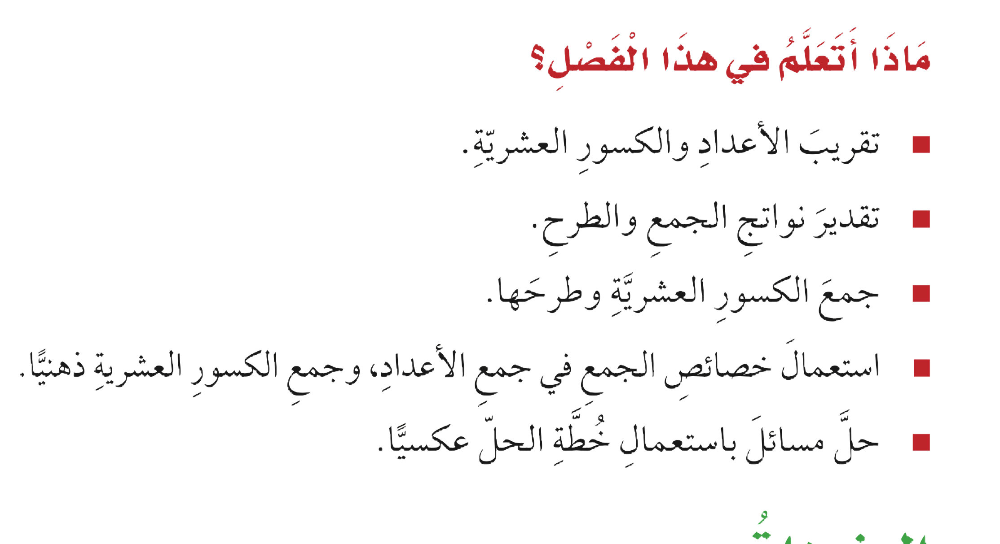 مَاذَا أَتَعَلَّمُ في هذَا الْفَصْلِ؟
■ تقريبَ الأعدادِ والكسورِ العشريّةِ.
■ تقديرَ نواتجِ الجمعِ والطرحِ.
■ جمعَ الكسورِ العشريَّةِ وطرحَها.
■ استعمالَ خصائصِ الجمعِ في جمعِ الأعدادِ، وجمعِ الكسورِ العشريةِ ذهنيًّا.
■ حلَّ مسائلَ باستعمالِ خُطَّةِ الحلّ عكسيًّا.